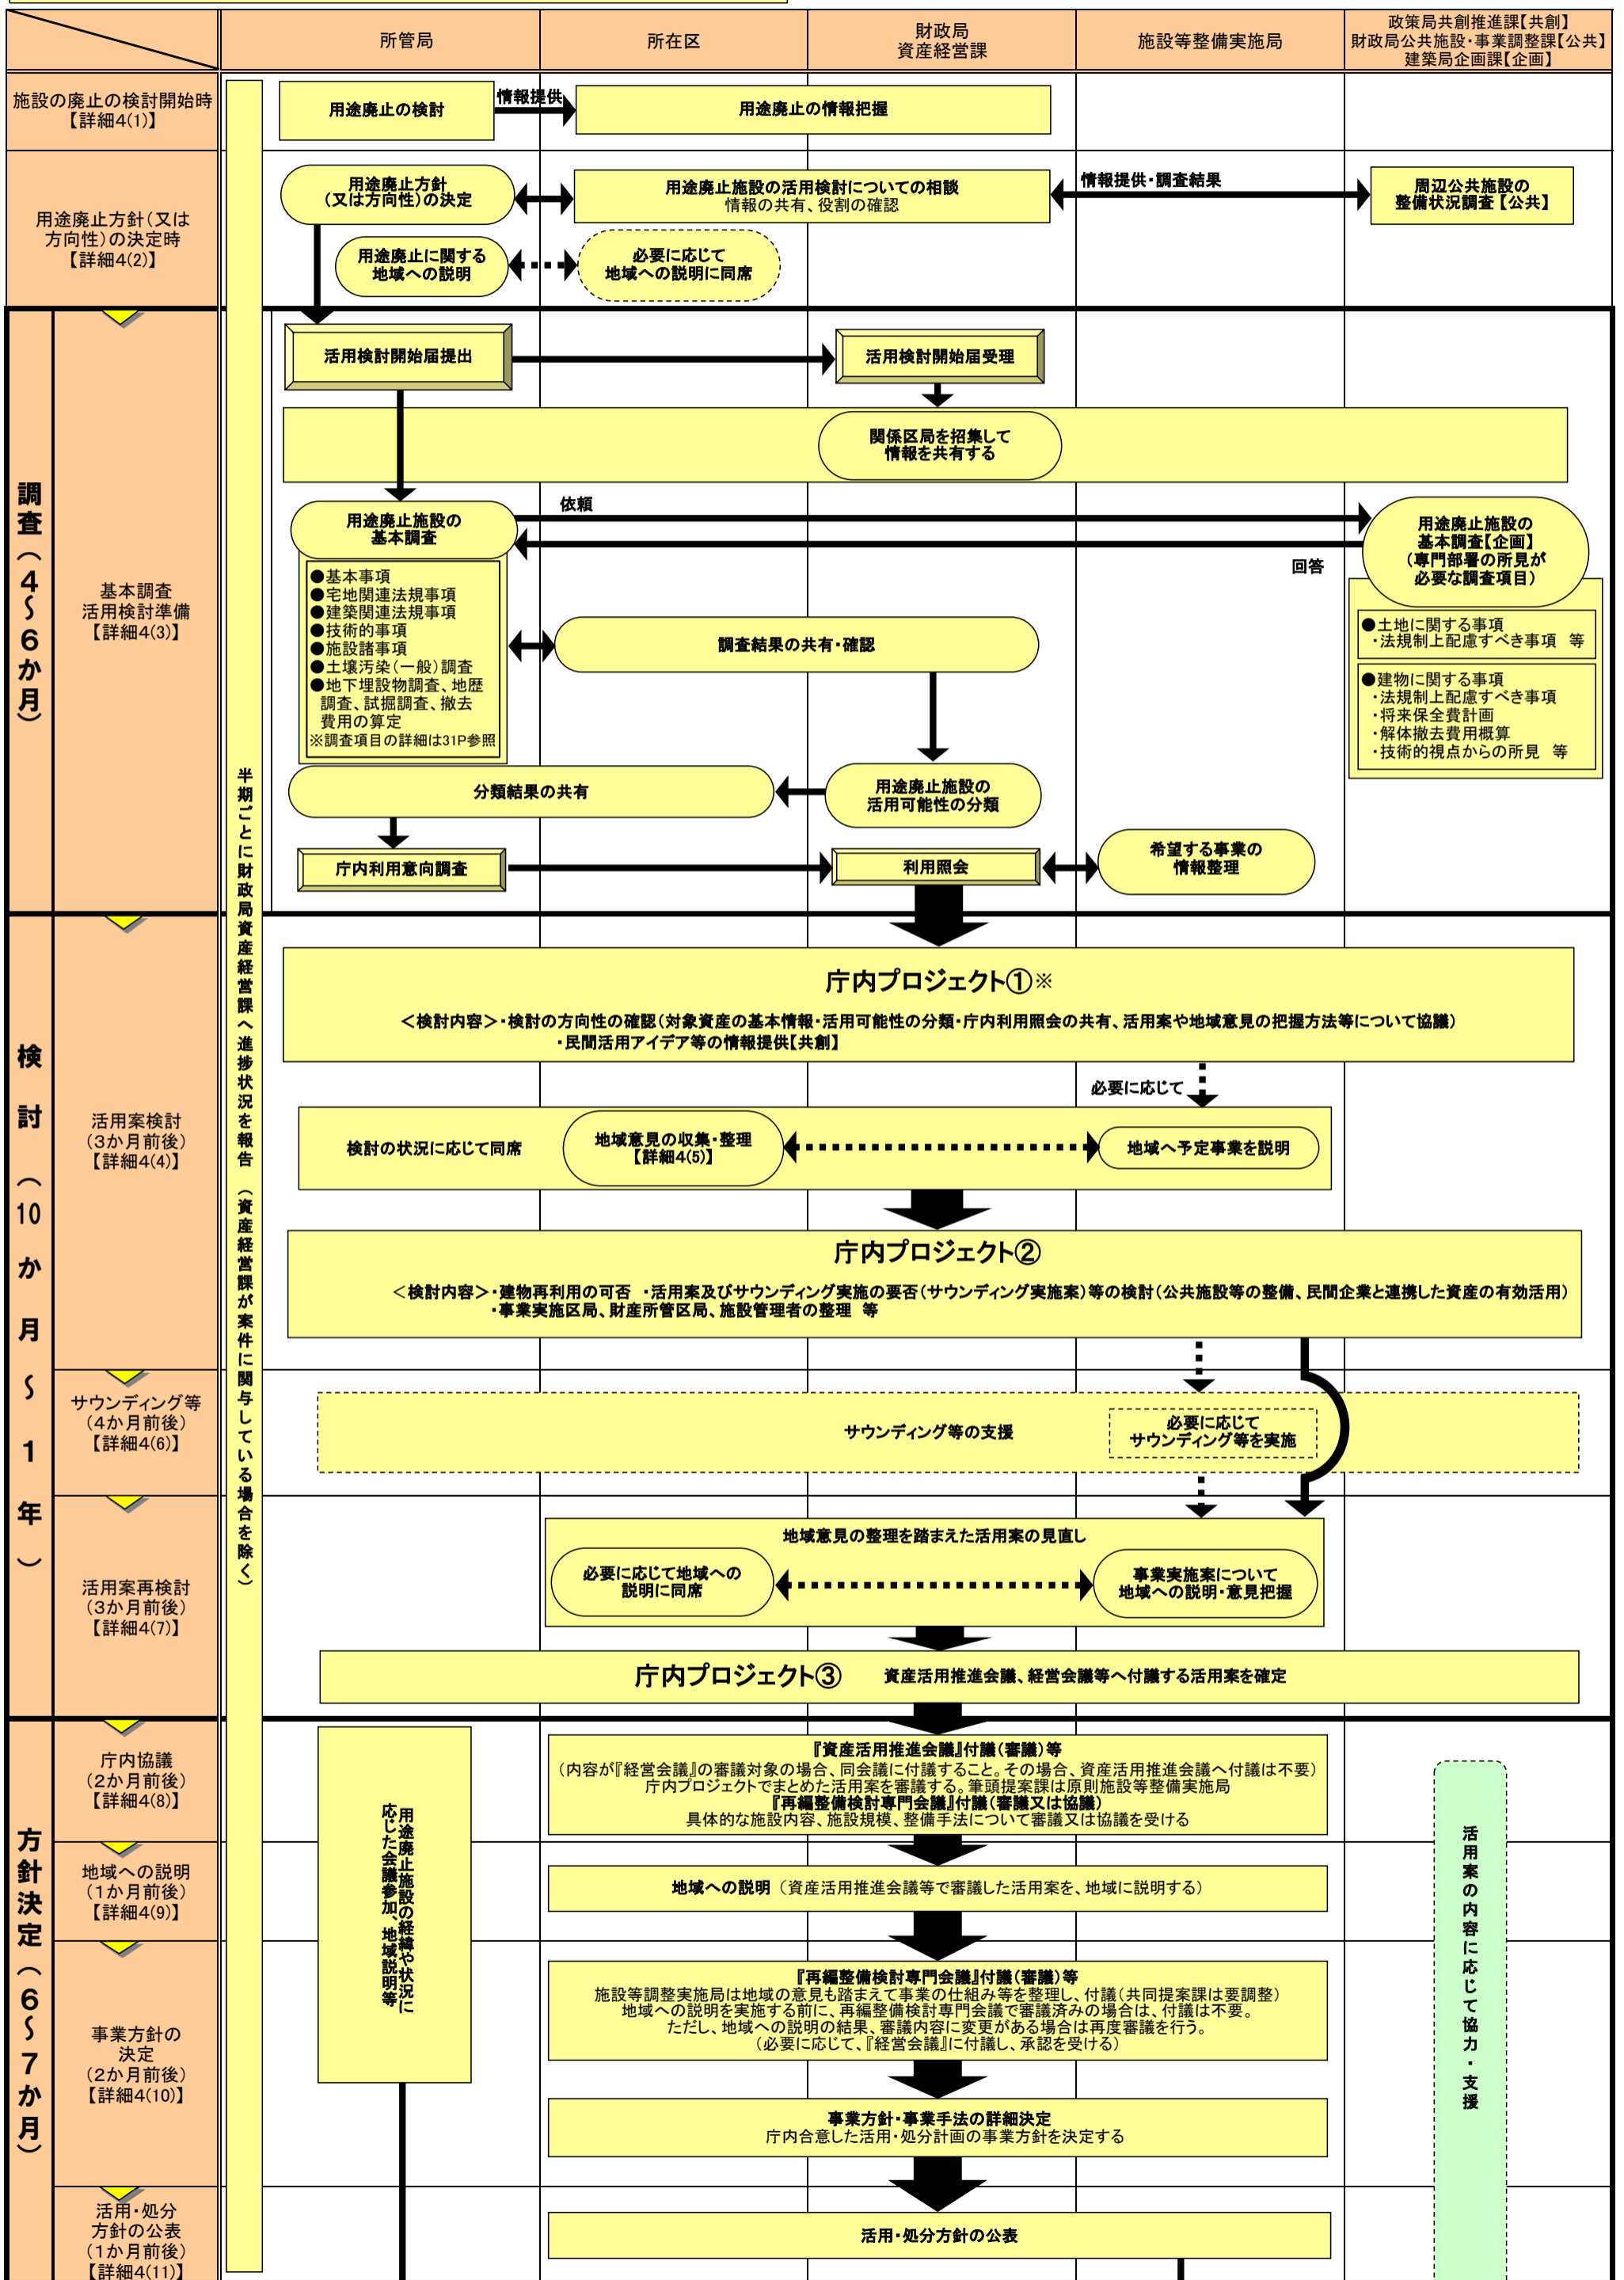 所管局
所在区
財政局
資産経営課
施設等整備実施局
政策局共創推進課【共創】
財政局公共施設・事業調整課【公共】
建築局企画課【企画】
施設の廃止の検討開始時
【詳細4(1)】
用途廃止の検討
情報提供
用途廃止の情報把握
用途廃止方針(又は
方向性)の決定時
【詳細4(2)】
用途廃止方針
(又は方向性)の決定
用途廃止施設の活用検討についての相談
情報の共有、役割の確認
情報提供・調査結果
周辺公共施設の
整備状況調査【公共】
用途廃止に関する
地域への説明
必要に応じて
地域への説明に同席
半期ごとに財政局資産経営課へ進捗状況を報告 (資産経営課が案件に関与している場合を除く)
調査(4~6か月)
基本調査
活用検討準備
【詳細4(3)】
活用検討開始届提出
活用検討開始届受理
関係区局を招集して
情報を共有する
用途廃止施設の
基本調査
依頼
回答
用途廃止施設の
基本調査【企画】
(専門部署の所見が
必要な調査項目)
●基本事項
●宅地関連法規事項
●建築関連法規事項
●技術的事項
●施設諸事項
●土壌汚染(一般)調査
●地下埋設物調査、地歴
調査、試掘調査、撤去
費用の算定
※調査項目の詳細は31P参照
調査結果の共有・確認
●土地に関する事項
・法規制上配慮すべき事項 等
●建物に関する事項
・法規制上配慮すべき事項
・将来保全費計画
・解体撤去費用概算
・技術的視点からの所見 等
分類結果の共有
用途廃止施設の
活用可能性の分類
庁内利用意向調査
利用照会
希望する事業の
情報整理
検討(10か月~1年)
活用案検討
(3か月前後)
【詳細4(4)】
庁内プロジェクト①※
<検討内容>・検討の方向性の確認(対象資産の基本情報・活用可能性の分類・庁内利用照会の共有、活用案や地域意見の把握方法等について協議)
・民間活用アイデア等の情報提供【共創】
必要に応じて
検討の状況に応じて同席
地域意見の収集・整理
【詳細4(5)】
地域へ予定事業を説明
庁内プロジェクト②
<検討内容>・建物再利用の可否 ・活用案及びサウンディング実施の要否(サウンディング実施案)等の検討(公共施設等の整備、民間企業と連携した資産の有効活用)
・事業実施区局、財産所管区局、施設管理者の整理 等
サウンディング等
(4か月前後)
【詳細4(6)】
サウンディング等の支援
必要に応じて
サウンディング等を実施
活用案再検討
(3か月前後)
【詳細4(7)】
地域意見の整理を踏まえた活用案の見直し
必要に応じて地域への
説明に同席
事業実施案について
地域への説明・意見把握
庁内プロジェクト③ 資産活用推進会議、経営会議等へ付議する活用案を確定
方針決定(6~7か月)
庁内協議
(2か月前後)
【詳細4(8)】
用途廃止施設の経緯や状況に
応じた会議参加、地域説明等
『資産活用推進会議』付議(審議)等
(内容が『経営会議』の審議対象の場合、同会議に付議すること。その場合、資産活用推進会議へ付議は不要)
庁内プロジェクトでまとめた活用案を審議する。筆頭提案課は原則施設等整備実施局
『再編整備検討専門会議』付議(審議又は協議)
具体的な施設内容、施設規模、整備手法について審議又は協議を受ける
活用案の内容に応じて協力・支援
地域への説明
(1か月前後)
【詳細4(9)】
地域への説明(資産活用推進会議等で審議した活用案を、地域に説明する)
事業方針の
決定
(2か月前後)
【詳細4(10)】
『再編整備検討専門会議』付議(審議)等
施設等調整実施局は地域の意見も踏まえて事業の仕組み等を整理し、付議(共同提案課は要調整)
地域への説明を実施する前に、再編整備検討専門会議で審議済みの場合は、付議は不要。
ただし、地域への説明の結果、審議内容に変更がある場合は再度審議を行う。
(必要に応じて、『経営会議』に付議し、承認を受ける)
事業方針・事業手法の詳細決定
庁内合意した活用・処分計画の事業方針を決定する
活用・処分
方針の公表
(1か月前後)
【詳細4(11)】
活用・処分方針の公表